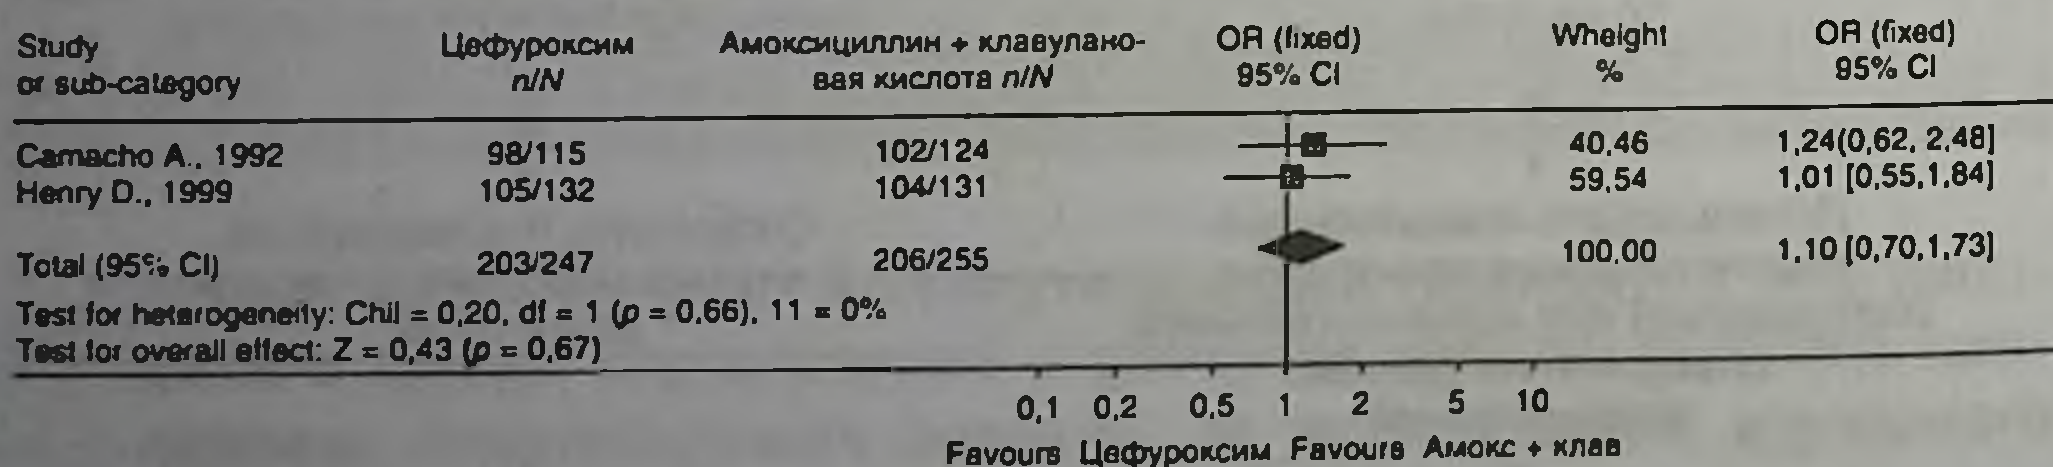 Study Цефуроксим Амоксициллин + клавулано- OR (fixed) Wheight OR (fixed)
or sub-category n/N вая кислота n/N 95% CI % 95% CI
Camacho A., 1992 98/115 102/124 40,46 1,24(0,62, 2,48]
Henry D., 1999 105/132 104/131 59,54 1,01 [0,55,1,84]
Total (95% CI) 203/247 206/255 100,00 1,10 [0,70,1,73]
Test for heterogeneity: Chil = 0,20, df = 1 (p = 0,66), 11 = 0%
Test for overall effect: Z = 0,43 (p = 0,67)
0,1 0,2 0,5 1 2 5 10
Favours Цефуроксим Favours Амокс + клав